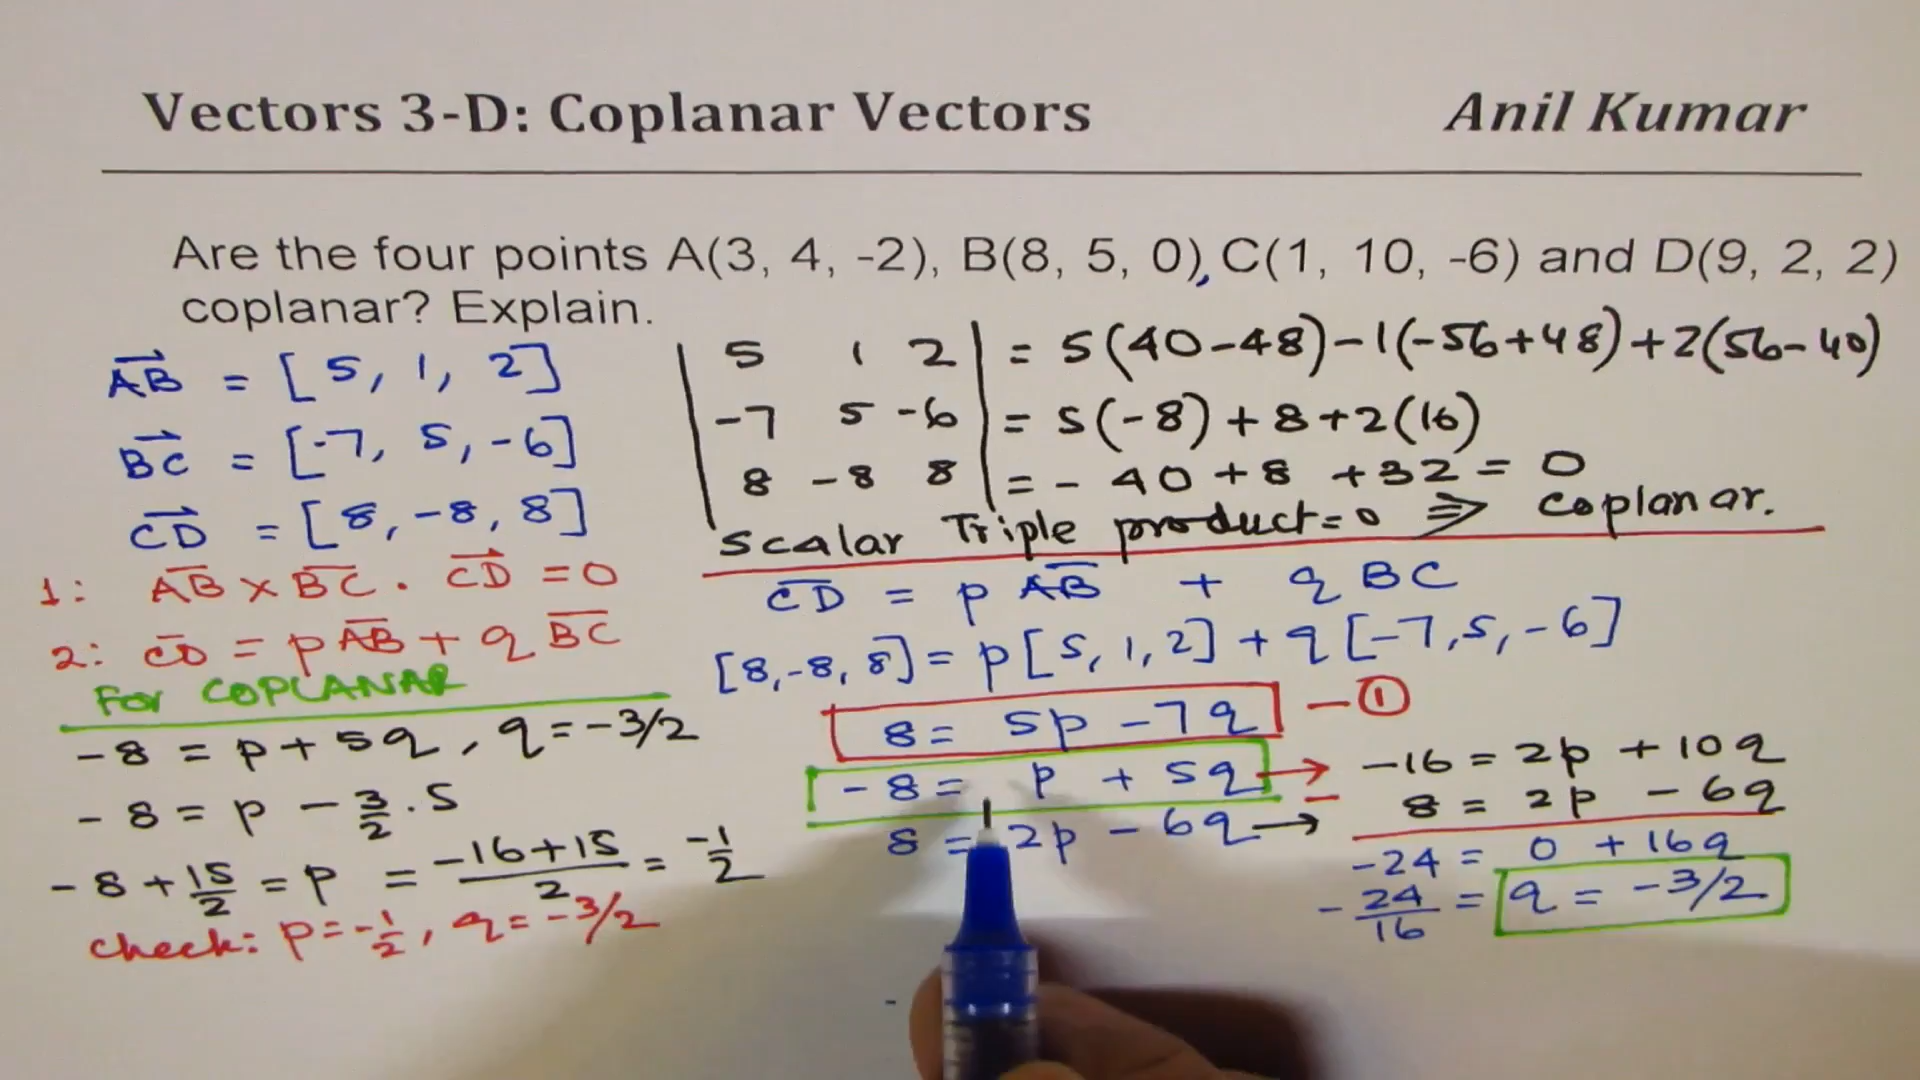 Vectors 3-D: Coplanar Vectors Anil Kumar
Are the four points A(3, 4, -2), B(8, 5, 0), C(1, 10, -6) and D(9, 2, 2)
coplanar? Explain.
AB = [5, 1, 2]
BC = [-7, 5, -6]
CD = [8, -8, 8]
1: AB × BC . CD = 0
2: CD = pAB + qBC
For COPLANAR
-8 = p + 5q, q = -3/2
-8 = p - 3/2 . 5
-8 + 15/2 = p = -16+15/2 = -1/2
check: p = -1/2, q = -3/2
5 1 2 = 5(40-48) - 1(-56+48) + 2(56-40)
-7 5 -6 = 5(-8) + 8 + 2(16)
8 -8 8 = - 40 + 8 + 32 = 0
Scalar Triple product = 0 ⇒ coplanar.
CD = p AB + q BC
[8, -8, 8] = p[5, 1, 2] + q[-7, 5, -6]
8 = 5p - 7q - ①
-8 = p + 5q →
8 = 2p - 6q →
-16 = 2p + 10q
- 8 = 2p - 6q
-24 = 0 + 16q
-24/16 = q = -3/2